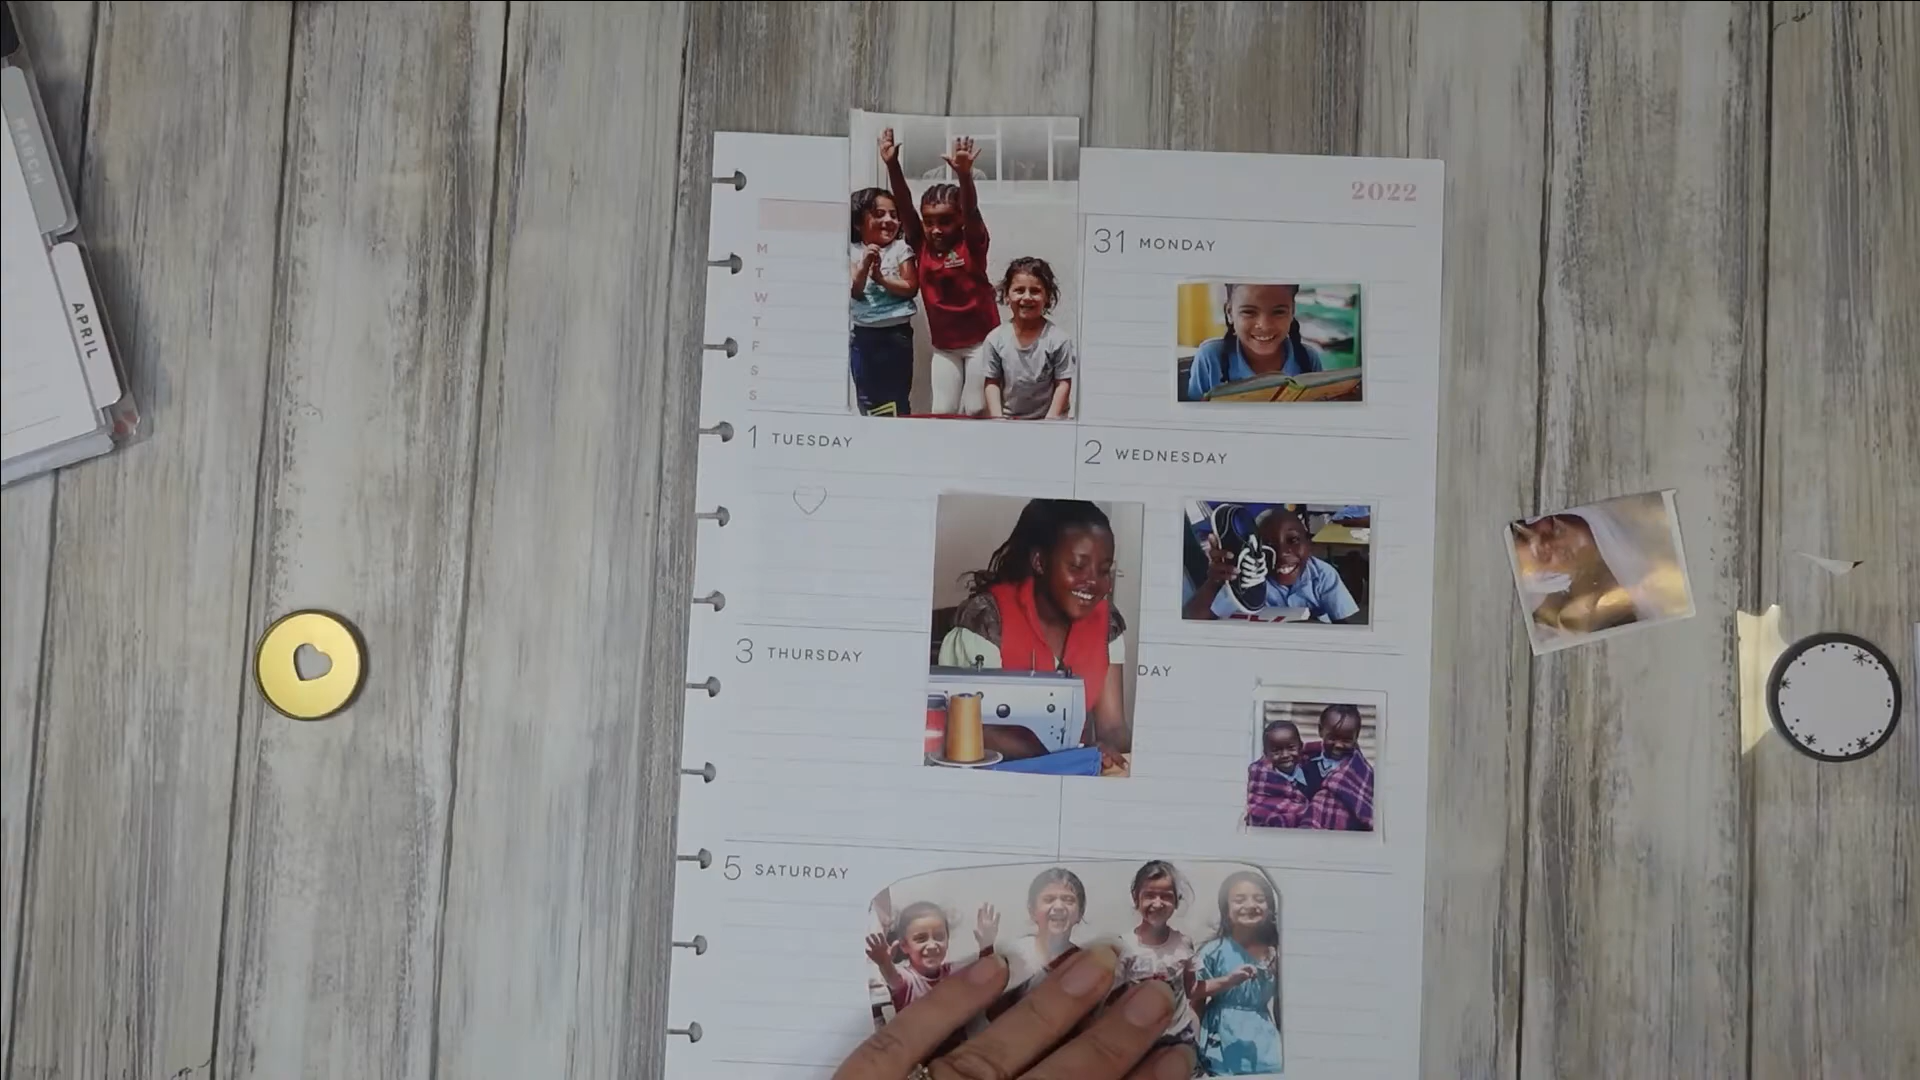 MARCH
APRIL
2022
31 MONDAY
M
T
W
T
F
S
S
1 TUESDAY
2 WEDNESDAY
3 THURSDAY
DAY
5 SATURDAY